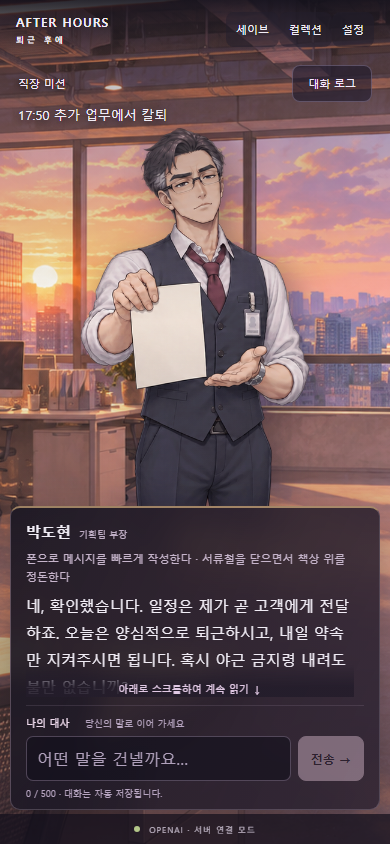 AFTER HOURS
퇴근 후에
세이브 컬렉션 설정
직장 미션
대화 로그
17:50 추가 업무에서 칼퇴
박도현 기획팀 부장
폰으로 메시지를 빠르게 작성한다 · 서류철을 닫으면서 책상 위를
정돈한다
네, 확인했습니다. 일정은 제가 곧 고객에게 전달
하죠. 오늘은 양심적으로 퇴근하시고, 내일 약속
만 지켜주시면 됩니다. 혹시 야근 금지령 내려도
불만 없습니까
아래로 스크롤하여 계속 읽기 ↓
나의 대사 당신의 말로 이어 가세요
어떤 말을 건넬까요...
전송 →
0 / 500 · 대화는 자동 저장됩니다.
OPENAI · 서버 연결 모드